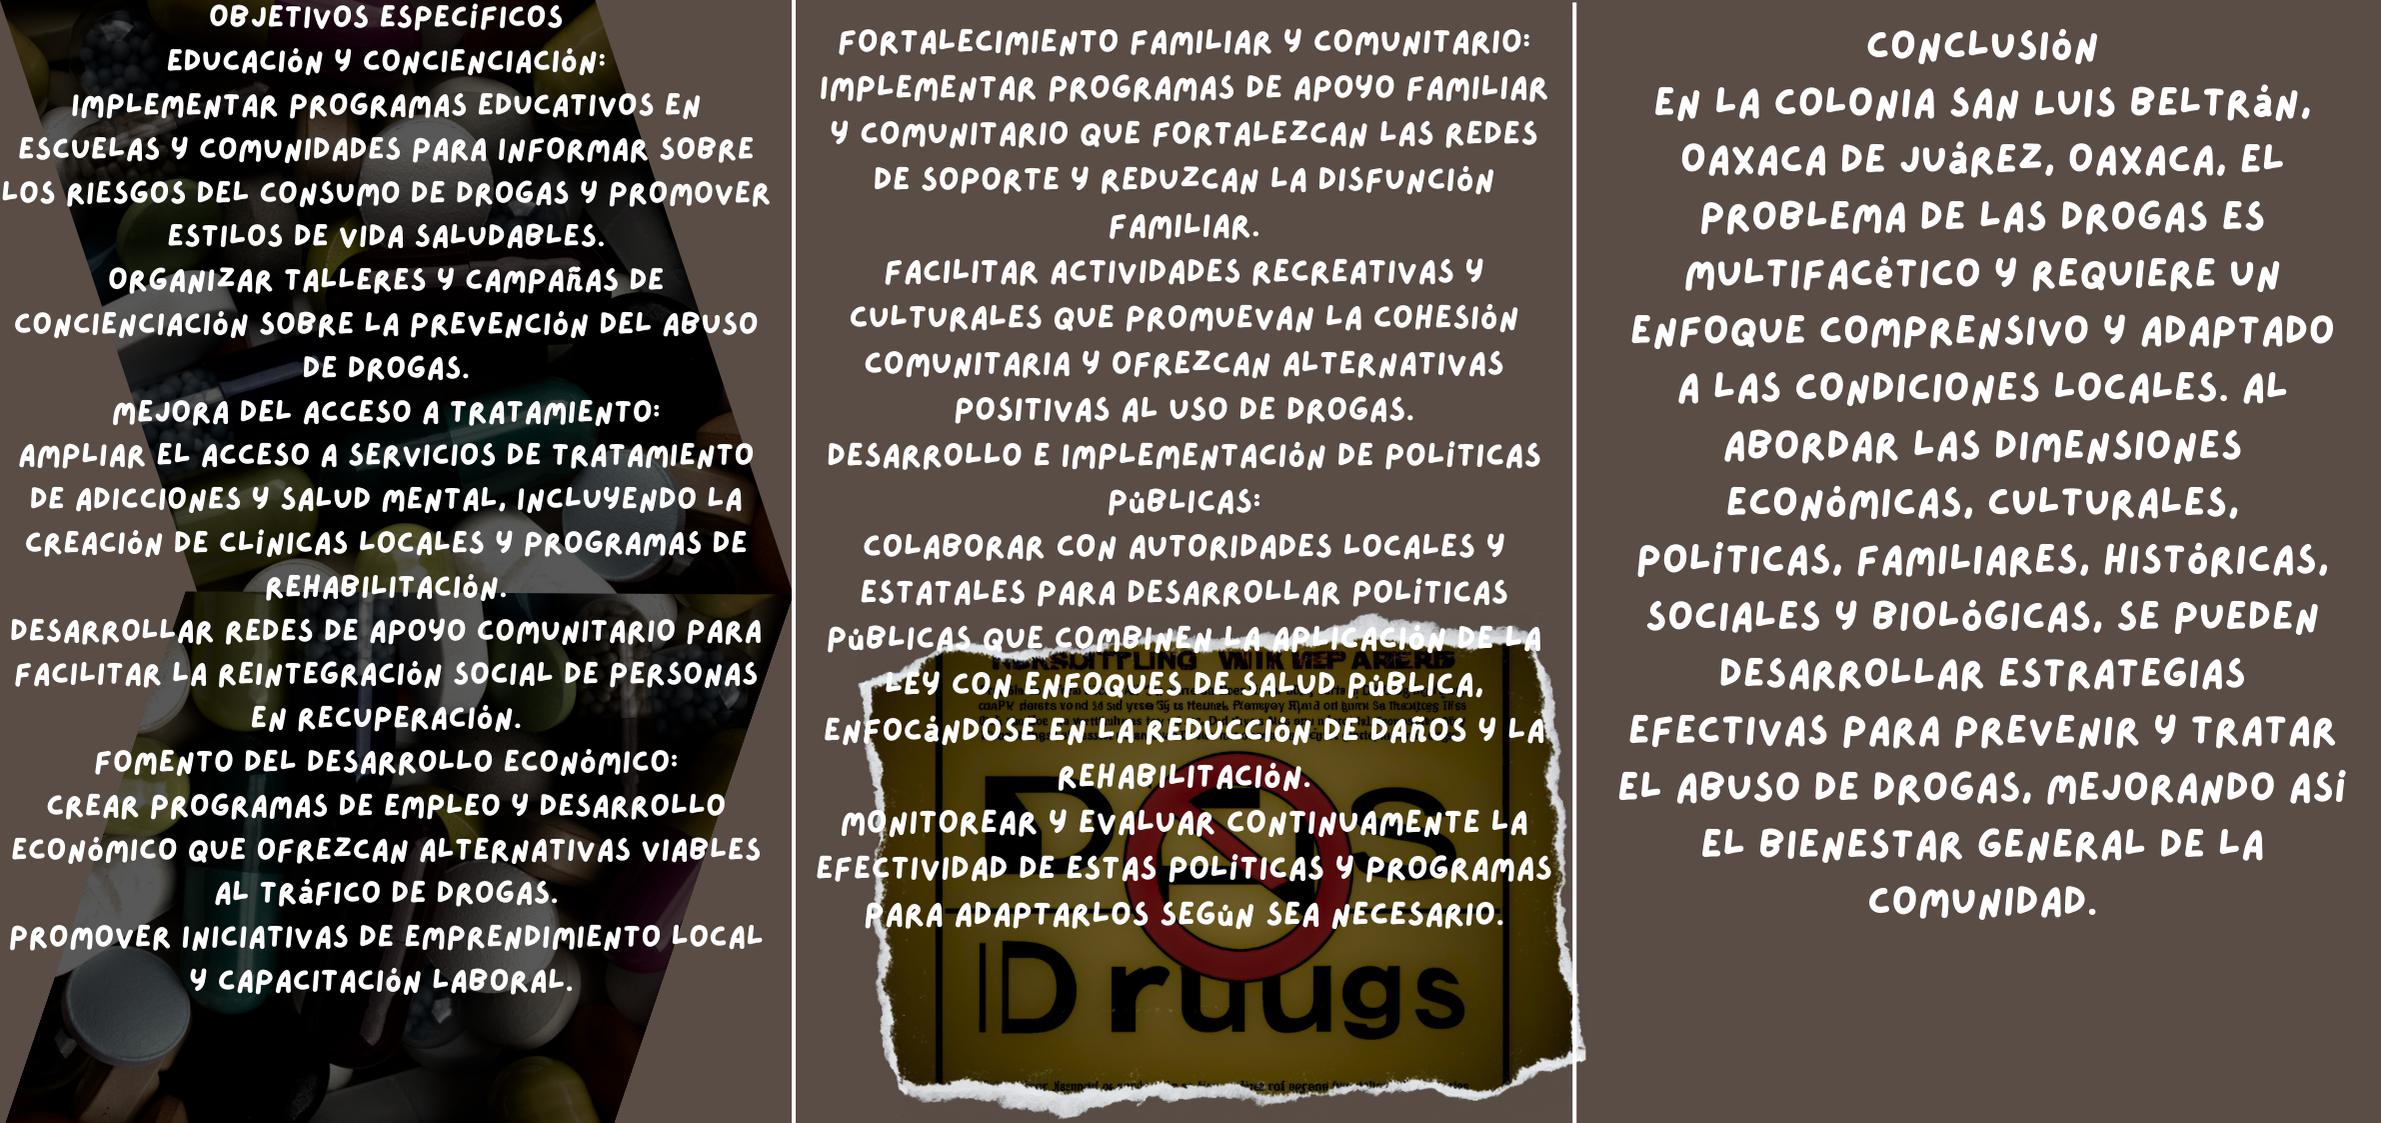 OBJETIVOS ESPECÍFICOS
EDUCACIÓN Y CONCIENCIACIÓN:
IMPLEMENTAR PROGRAMAS EDUCATIVOS EN
ESCUELAS Y COMUNIDADES PARA INFORMAR SOBRE
LOS RIESGOS DEL CONSUMO DE DROGAS Y PROMOVER
ESTILOS DE VIDA SALUDABLES.
ORGANIZAR TALLERES Y CAMPAÑAS DE
CONCIENCIACIÓN SOBRE LA PREVENCIÓN DEL ABUSO
DE DROGAS.
MEJORA DEL ACCESO A TRATAMIENTO:
AMPLIAR EL ACCESO A SERVICIOS DE TRATAMIENTO
DE ADICCIONES Y SALUD MENTAL, INCLUYENDO LA
CREACIÓN DE CLÍNICAS LOCALES Y PROGRAMAS DE
REHABILITACIÓN.
DESARROLLAR REDES DE APOYO COMUNITARIO PARA
FACILITAR LA REINTEGRACIÓN SOCIAL DE PERSONAS
EN RECUPERACIÓN.
FOMENTO DEL DESARROLLO ECONÓMICO:
CREAR PROGRAMAS DE EMPLEO Y DESARROLLO
ECONÓMICO QUE OFREZCAN ALTERNATIVAS VIABLES
AL TRÁFICO DE DROGAS.
PROMOVER INICIATIVAS DE EMPRENDIMIENTO LOCAL
Y CAPACITACIÓN LABORAL.
FORTALECIMIENTO FAMILIAR Y COMUNITARIO:
IMPLEMENTAR PROGRAMAS DE APOYO FAMILIAR
Y COMUNITARIO QUE FORTALEZCAN LAS REDES
DE SOPORTE Y REDUZCAN LA DISFUNCIÓN
FAMILIAR.
FACILITAR ACTIVIDADES RECREATIVAS Y
CULTURALES QUE PROMUEVAN LA COHESIÓN
COMUNITARIA Y OFREZCAN ALTERNATIVAS
POSITIVAS AL USO DE DROGAS.
DESARROLLO E IMPLEMENTACIÓN DE POLÍTICAS
PÚBLICAS:
COLABORAR CON AUTORIDADES LOCALES Y
ESTATALES PARA DESARROLLAR POLÍTICAS
PÚBLICAS QUE COMBINEN LA APLICACIÓN DE LA
LEY CON ENFOQUES DE SALUD PÚBLICA,
ENFOCÁNDOSE EN LA REDUCCIÓN DE DAÑOS Y LA
REHABILITACIÓN.
MONITOREAR Y EVALUAR CONTINUAMENTE LA
EFECTIVIDAD DE ESTAS POLÍTICAS Y PROGRAMAS
PARA ADAPTARLOS SEGÚN SEA NECESARIO.
Druugs
CONCLUSIÓN
EN LA COLONIA SAN LUIS BELTRÁN,
OAXACA DE JUÁREZ, OAXACA, EL
PROBLEMA DE LAS DROGAS ES
MULTIFACÉTICO Y REQUIERE UN
ENFOQUE COMPRENSIVO Y ADAPTADO
A LAS CONDICIONES LOCALES. AL
ABORDAR LAS DIMENSIONES
ECONÓMICAS, CULTURALES,
POLÍTICAS, FAMILIARES, HISTÓRICAS,
SOCIALES Y BIOLÓGICAS, SE PUEDEN
DESARROLLAR ESTRATEGIAS
EFECTIVAS PARA PREVENIR Y TRATAR
EL ABUSO DE DROGAS, MEJORANDO ASÍ
EL BIENESTAR GENERAL DE LA
COMUNIDAD.